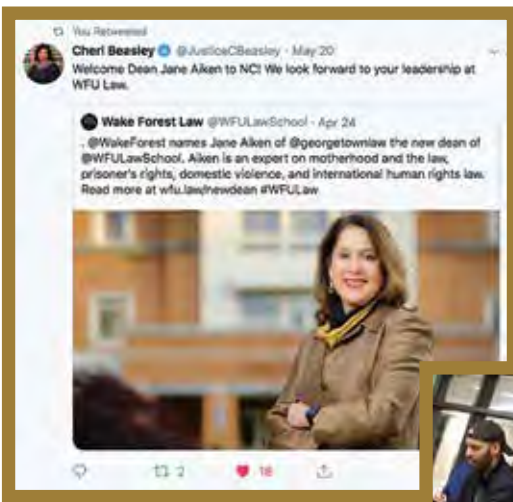 You Retweeted
Cheri Beasley @JusticeCBeasley · May 20
Welcome Dean Jane Aiken to NC! We look forward to your leadership at
WFU Law.
Wake Forest Law @WFULawSchool · Apr 24
. @WakeForest names Jane Aiken of @georgetownlaw the new dean of
@WFULawSchool. Aiken is an expert on motherhood and the law,
prisoner's rights, domestic violence, and international human rights law.
Read more at wfu.law/newdean #WFULaw
2 18